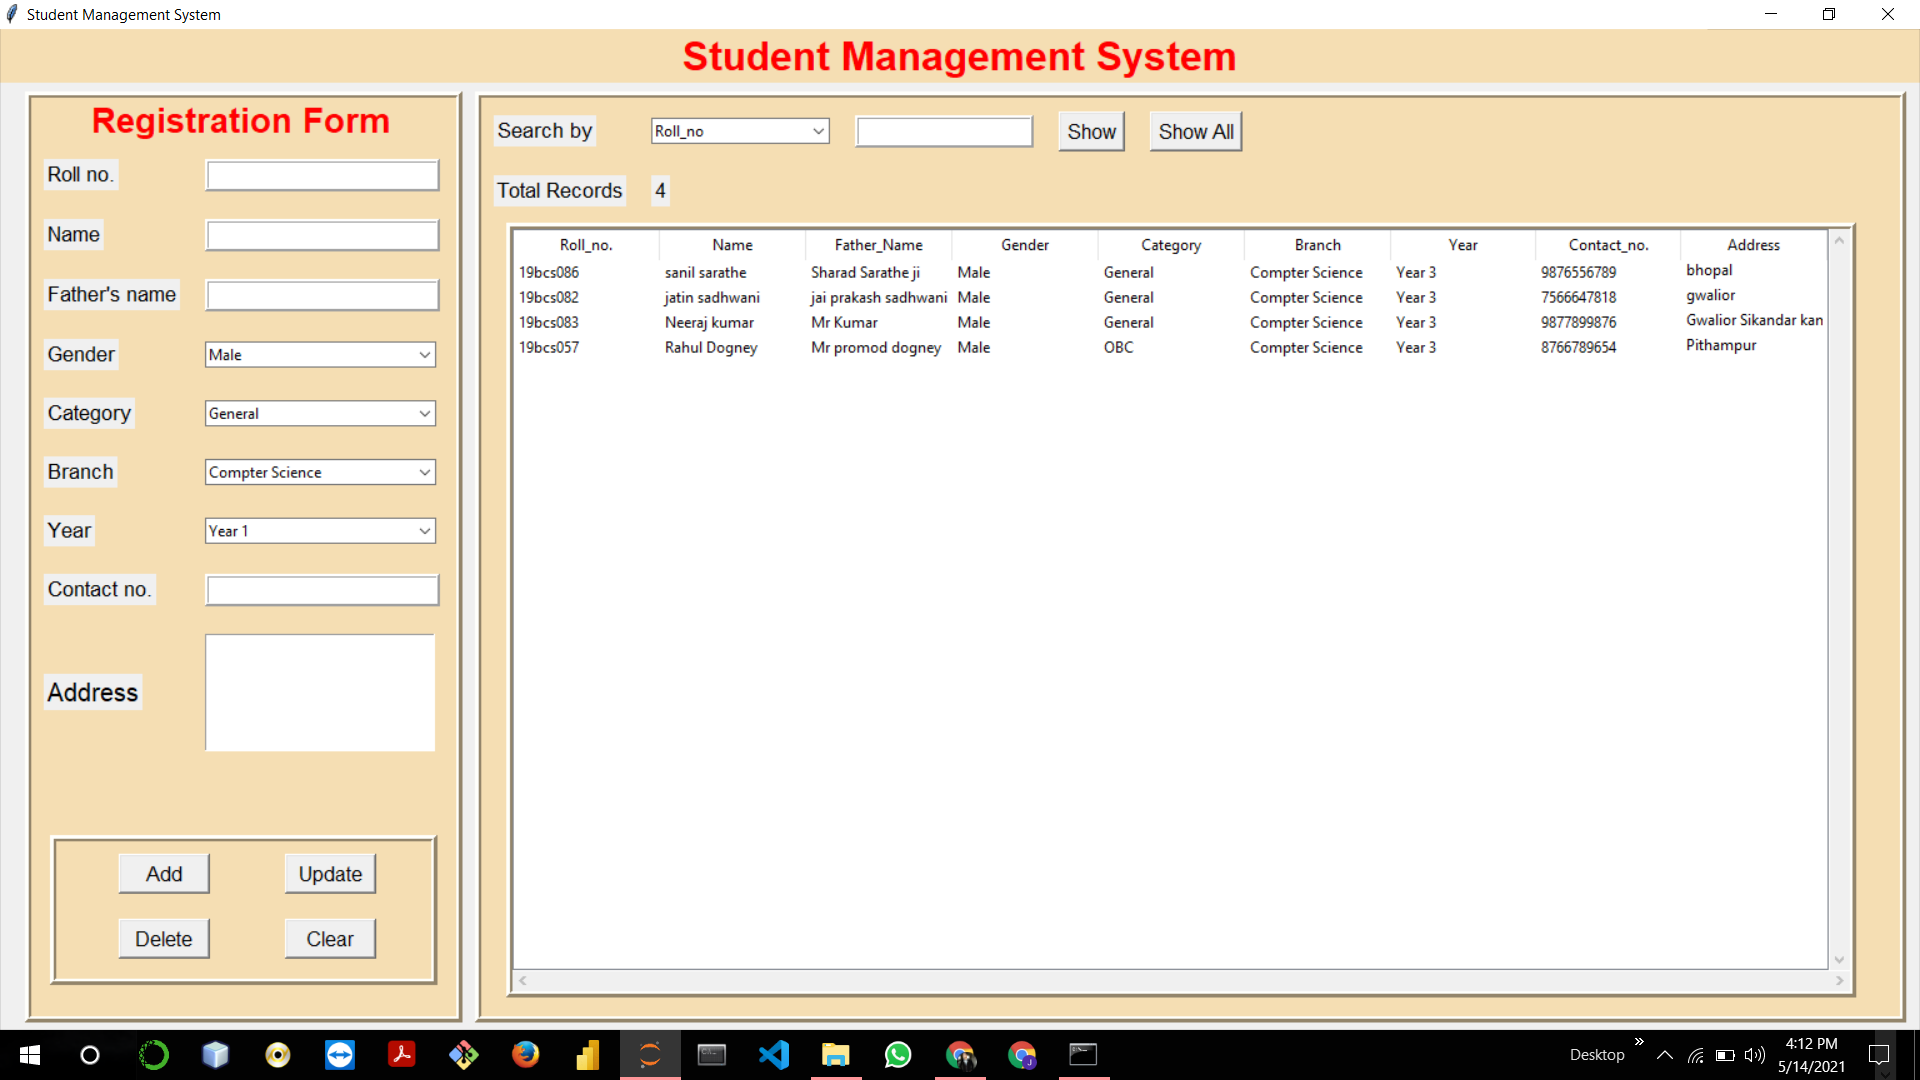 Student Management System
Student Management System
Registration Form
Roll no.
Name
Father's name
Gender Male
Category General
Branch Compter Science
Year Year 1
Contact no.
Address
Add Update
Delete Clear
Search by Roll_no Show Show All
Total Records 4
Roll_no. Name Father_Name Gender Category Branch Year Contact_no. Address
19bcs086 sanil sarathe Sharad Sarathe ji Male General Compter Science Year 3 9876556789 bhopal
19bcs082 jatin sadhwani jai prakash sadhwani Male General Compter Science Year 3 7566647818 gwalior
19bcs083 Neeraj kumar Mr Kumar Male General Compter Science Year 3 9877899876 Gwalior Sikandar kan
19bcs057 Rahul Dogney Mr promod dogney Male OBC Compter Science Year 3 8766789654 Pithampur
Desktop
4:12 PM
5/14/2021